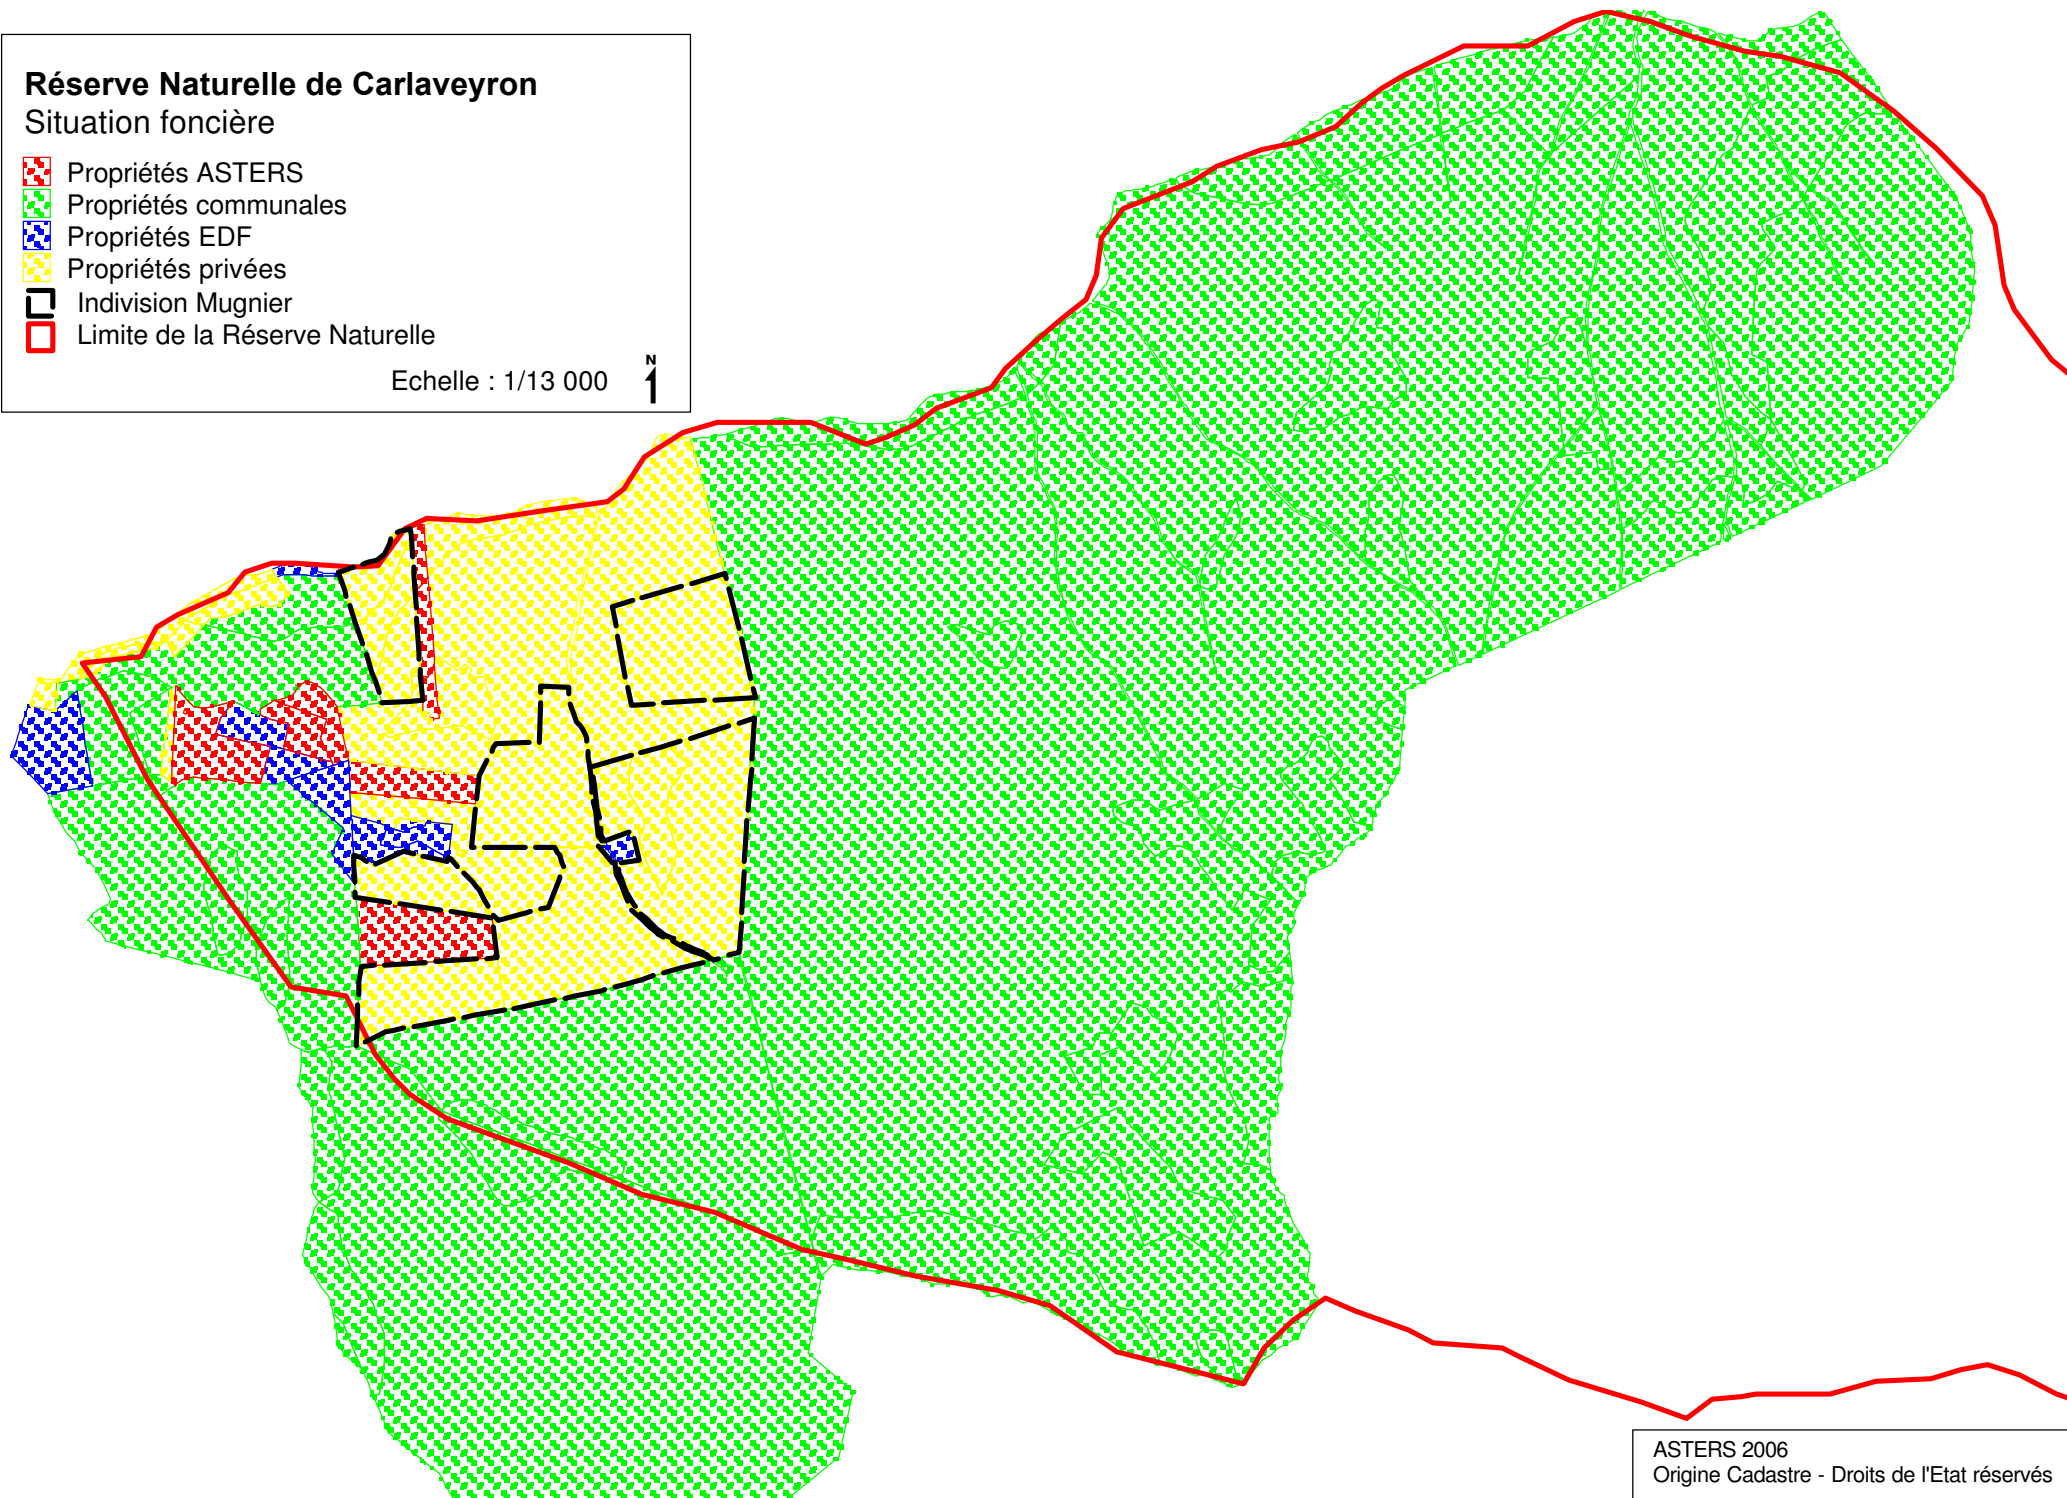 Réserve Naturelle de Carlaveyron
Situation foncière
Propriétés ASTERS
Propriétés communales
Propriétés EDF
Propriétés privées
Indivision Mugnier
Limite de la Réserve Naturelle
N
Echelle : 1/13 000
ASTERS 2006
Origine Cadastre - Droits de l'Etat réservés